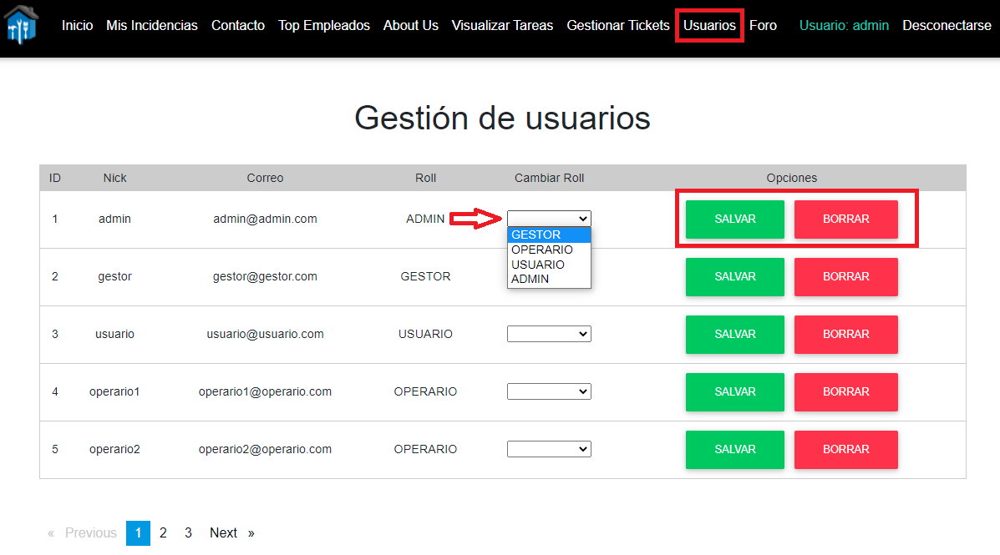 Inicio Mis Incidencias Contacto Top Empleados About Us Visualizar Tareas Gestionar Tickets Usuarios Foro Usuario: admin Desconectarse
Gestión de usuarios
ID Nick Correo Roll Cambiar Roll Opciones
1 admin admin@admin.com ADMIN SALVAR BORRAR
GESTOR
OPERARIO
USUARIO
ADMIN
2 gestor gestor@gestor.com GESTOR SALVAR BORRAR
3 usuario usuario@usuario.com USUARIO SALVAR BORRAR
4 operario1 operario1@operario.com OPERARIO SALVAR BORRAR
5 operario2 operario2@operario.com OPERARIO SALVAR BORRAR
« Previous 1 2 3 Next »